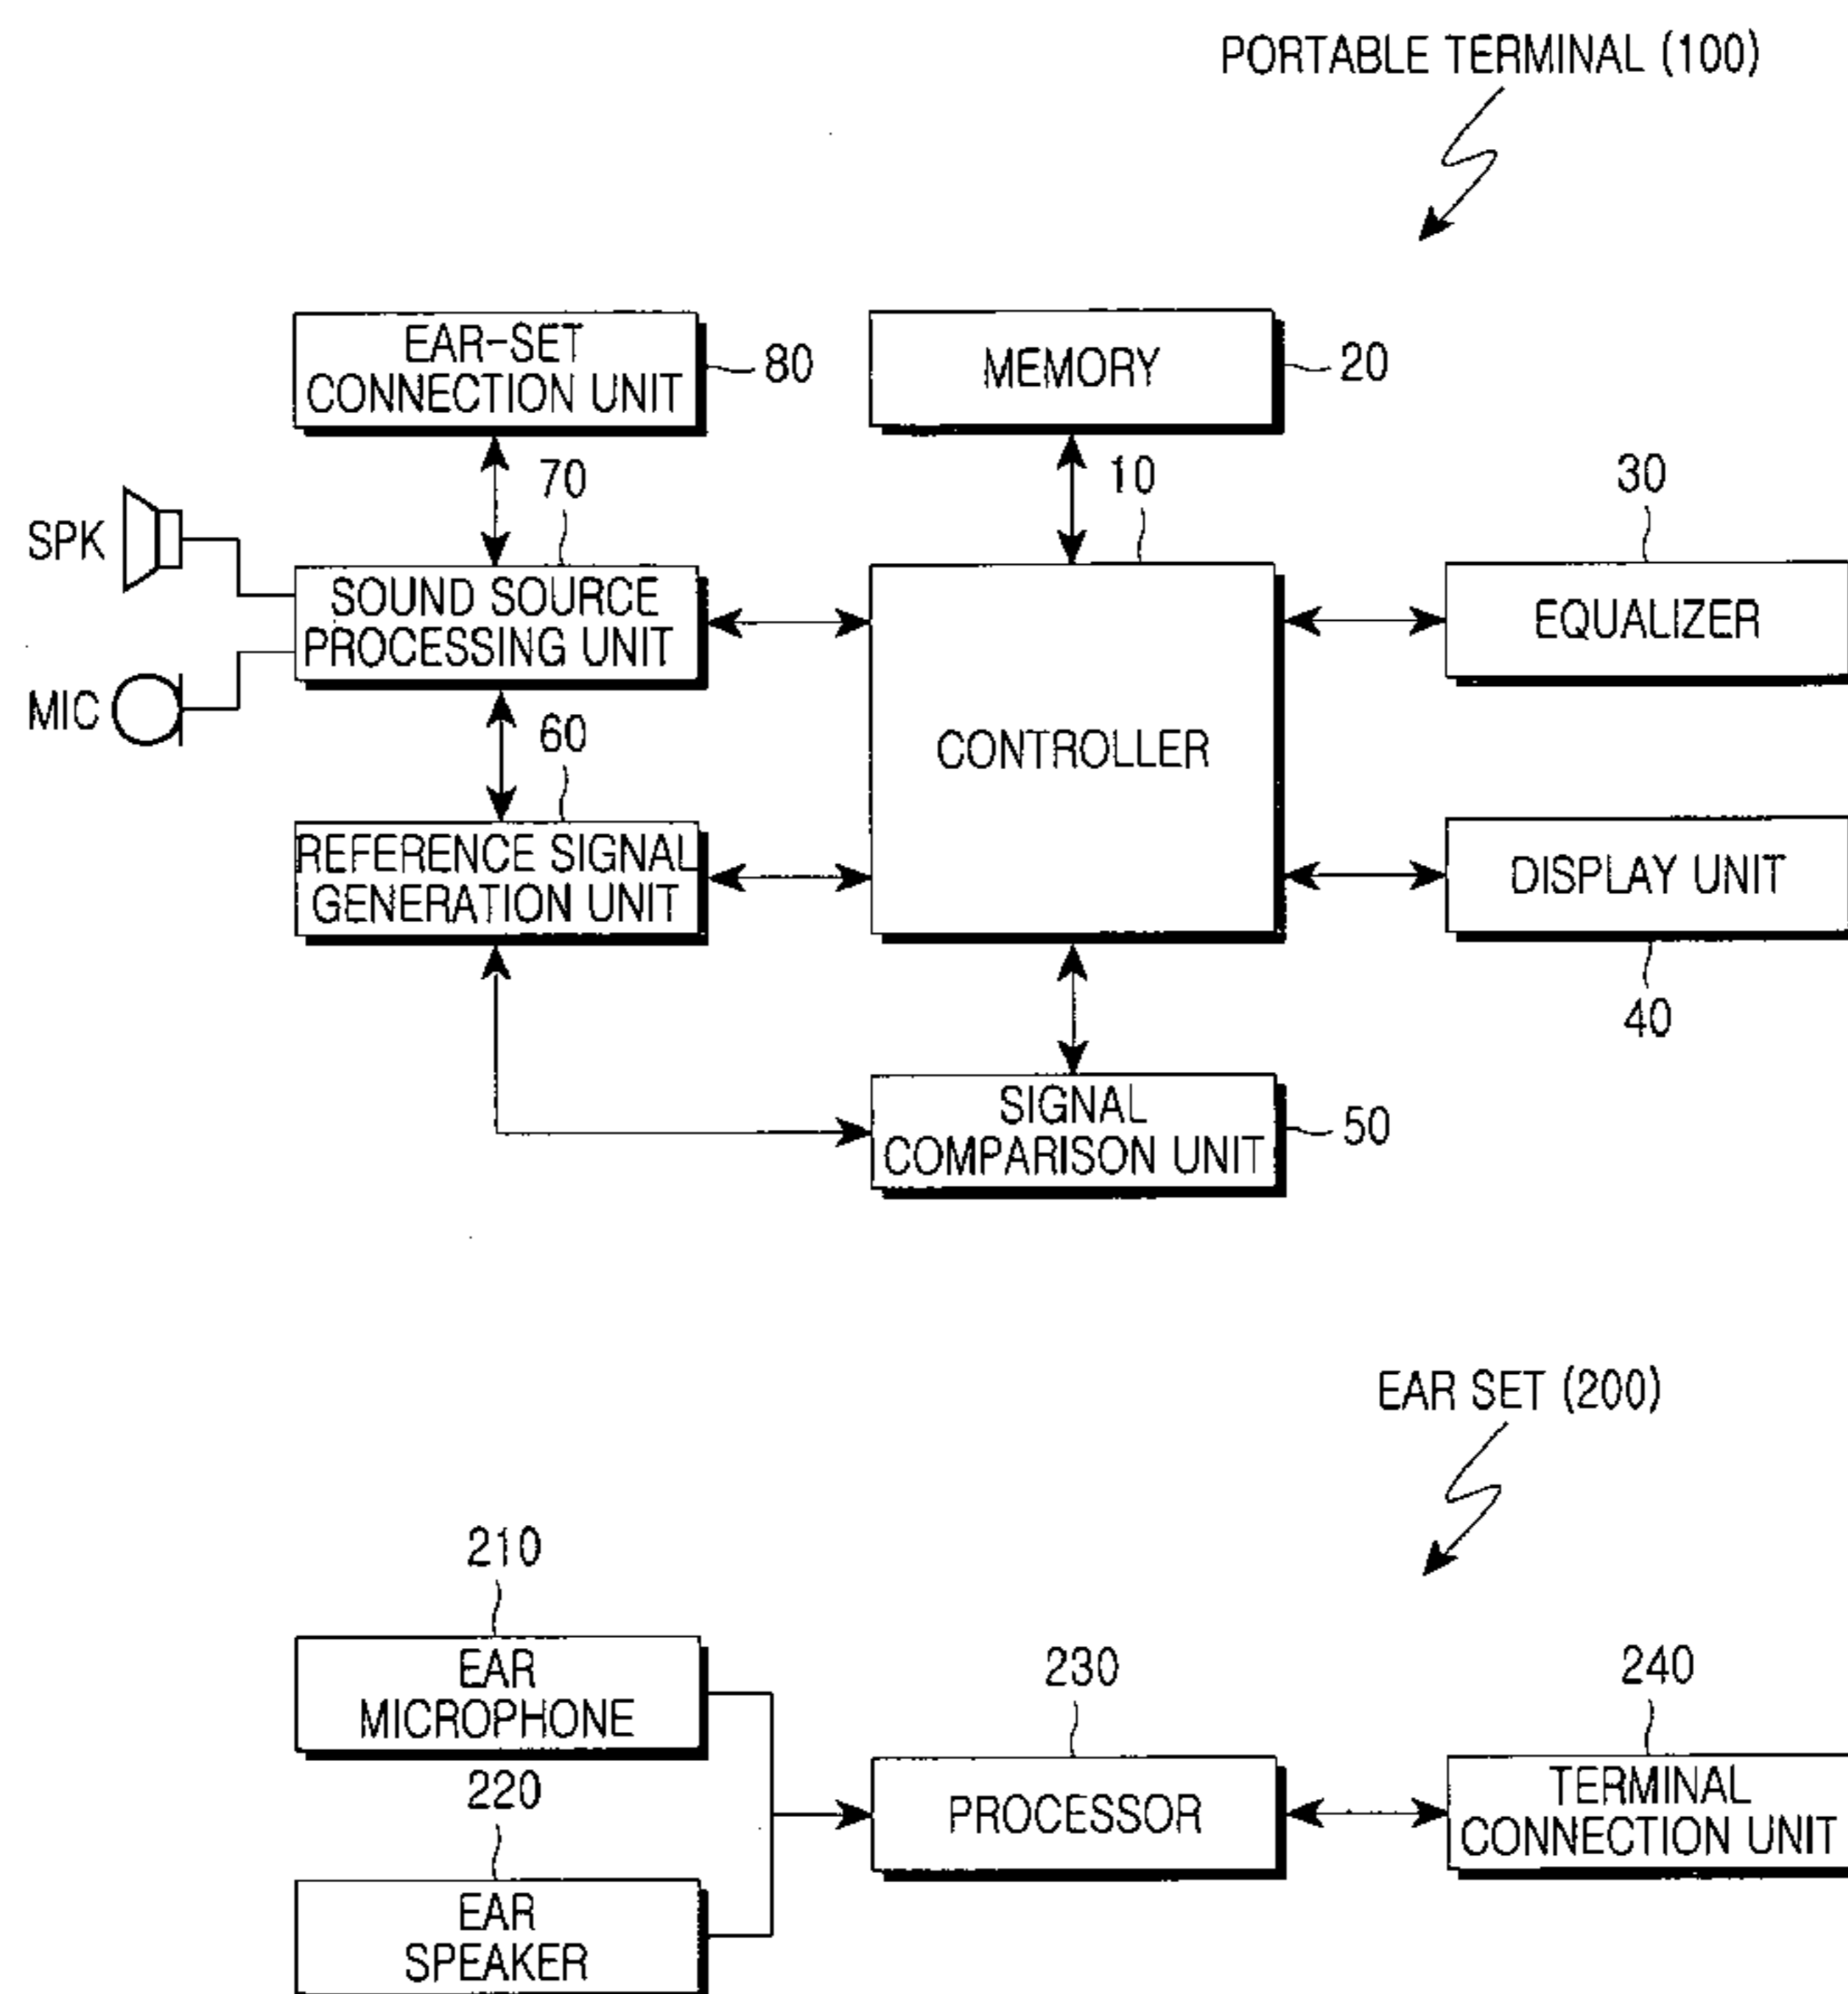 PORTABLE TERMINAL (100)
EAR-SET
CONNECTION UNIT
80
MEMORY
20
70
10
30
SPK
SOUND SOURCE
PROCESSING UNIT
EQUALIZER
MIC
60
CONTROLLER
REFERENCE SIGNAL
GENERATION UNIT
DISPLAY UNIT
40
SIGNAL
COMPARISON UNIT
50
EAR SET (200)
210
EAR
MICROPHONE
230
240
220
PROCESSOR
TERMINAL
CONNECTION UNIT
EAR
SPEAKER